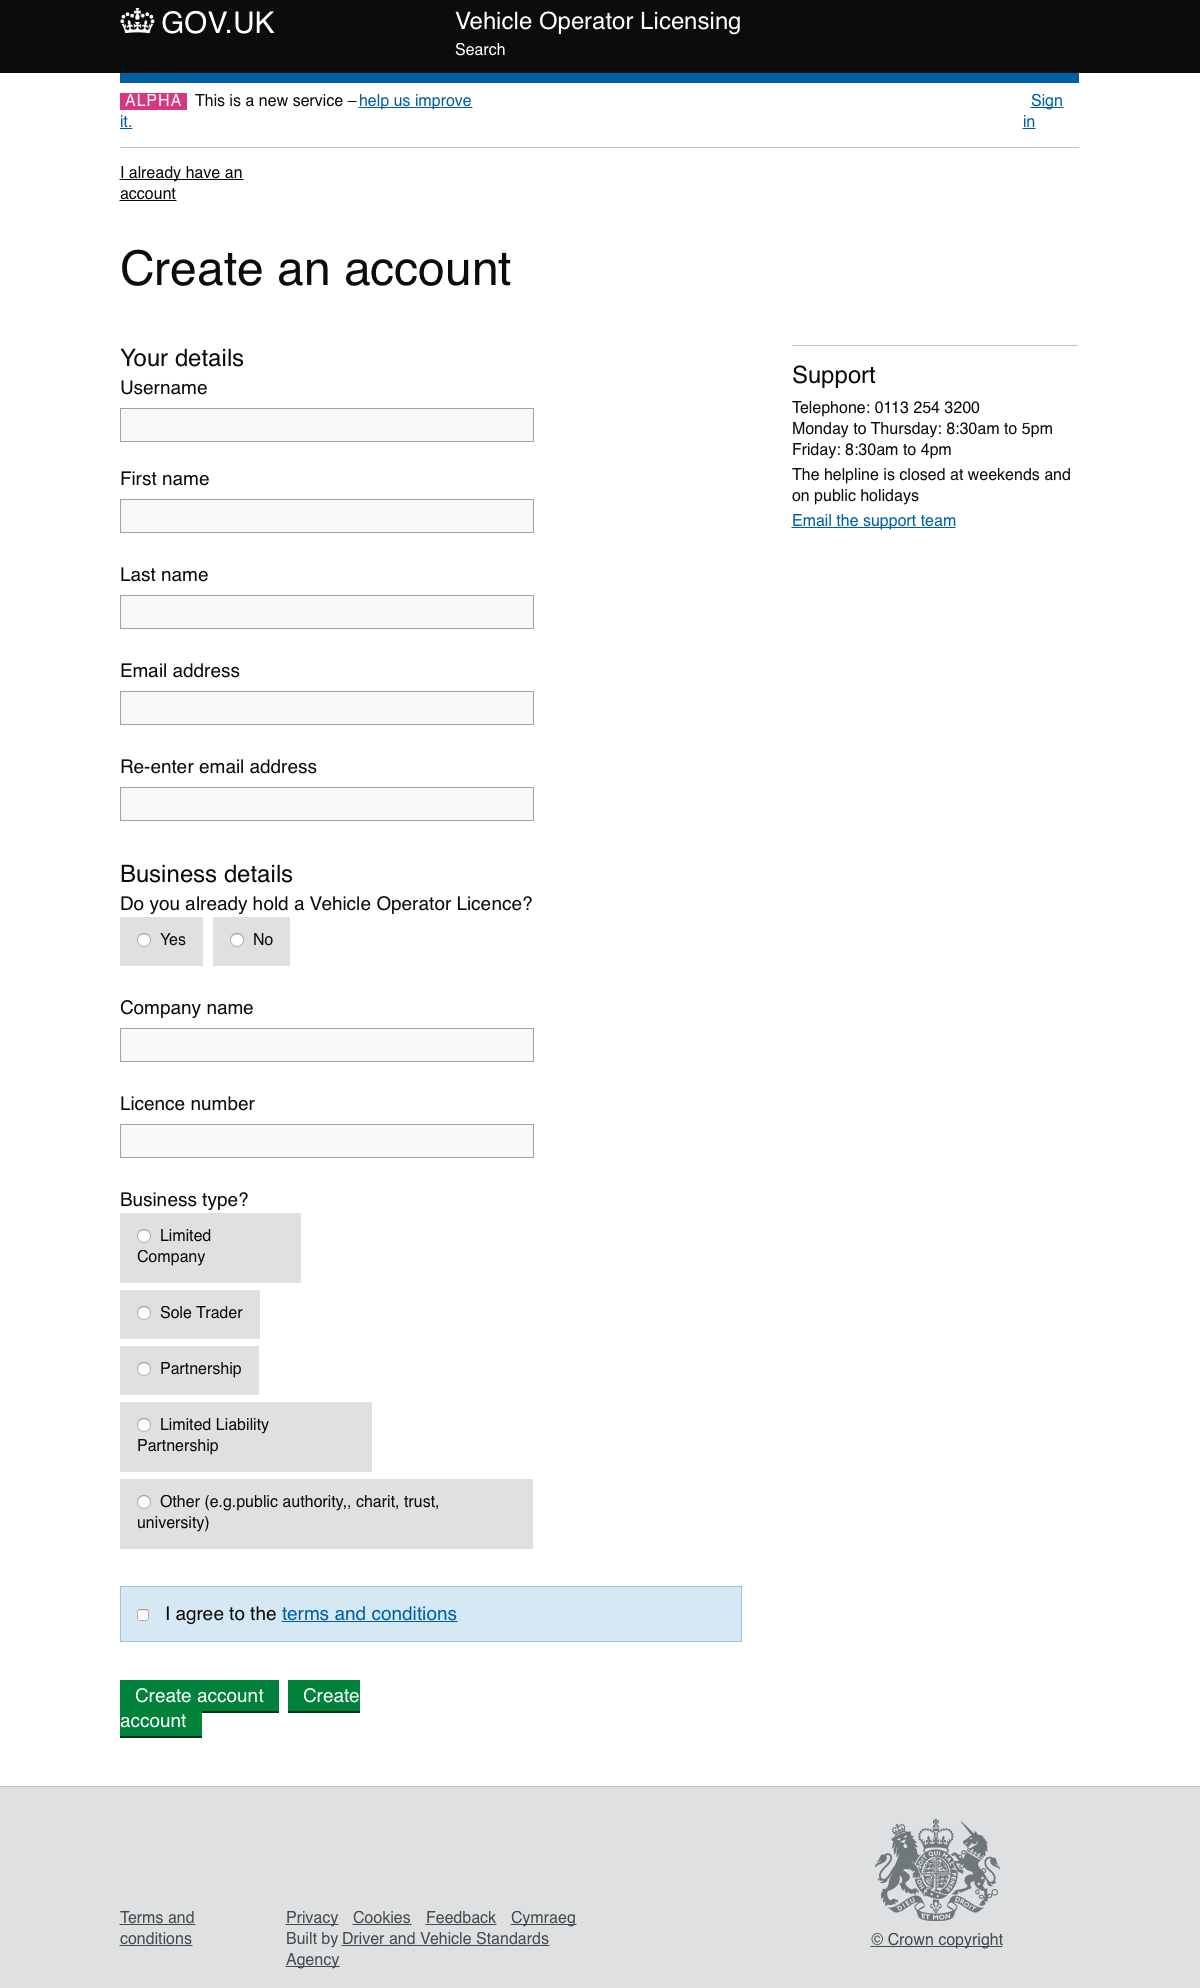 GOV.UK
Vehicle Operator Licensing
Search
ALPHA This is a new service – help us improve
it.
Sign
in
I already have an
account
Create an account
Your details
Username
First name
Last name
Email address
Re-enter email address
Business details
Do you already hold a Vehicle Operator Licence?
Yes No
Company name
Licence number
Business type?
Limited
Company
Sole Trader
Partnership
Limited Liability
Partnership
Other (e.g.public authority,, charit, trust,
university)
I agree to the terms and conditions
Create account Create
account
Support
Telephone: 0113 254 3200
Monday to Thursday: 8:30am to 5pm
Friday: 8:30am to 4pm
The helpline is closed at weekends and
on public holidays
Email the support team
Terms and
conditions
Privacy Cookies Feedback Cymraeg
Built by Driver and Vehicle Standards
Agency
DIEU ET MON DROIT
© Crown copyright